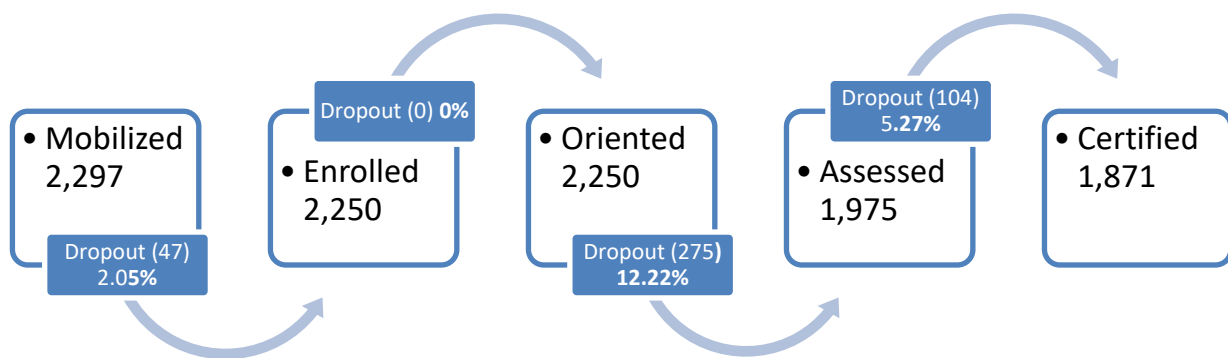 • Mobilized
2,297
Dropout (47)
2.05%
Dropout (0) 0%
• Enrolled
2,250
• Oriented
2,250
Dropout (275)
12.22%
Dropout (104)
5.27%
• Assessed
1,975
• Certified
1,871